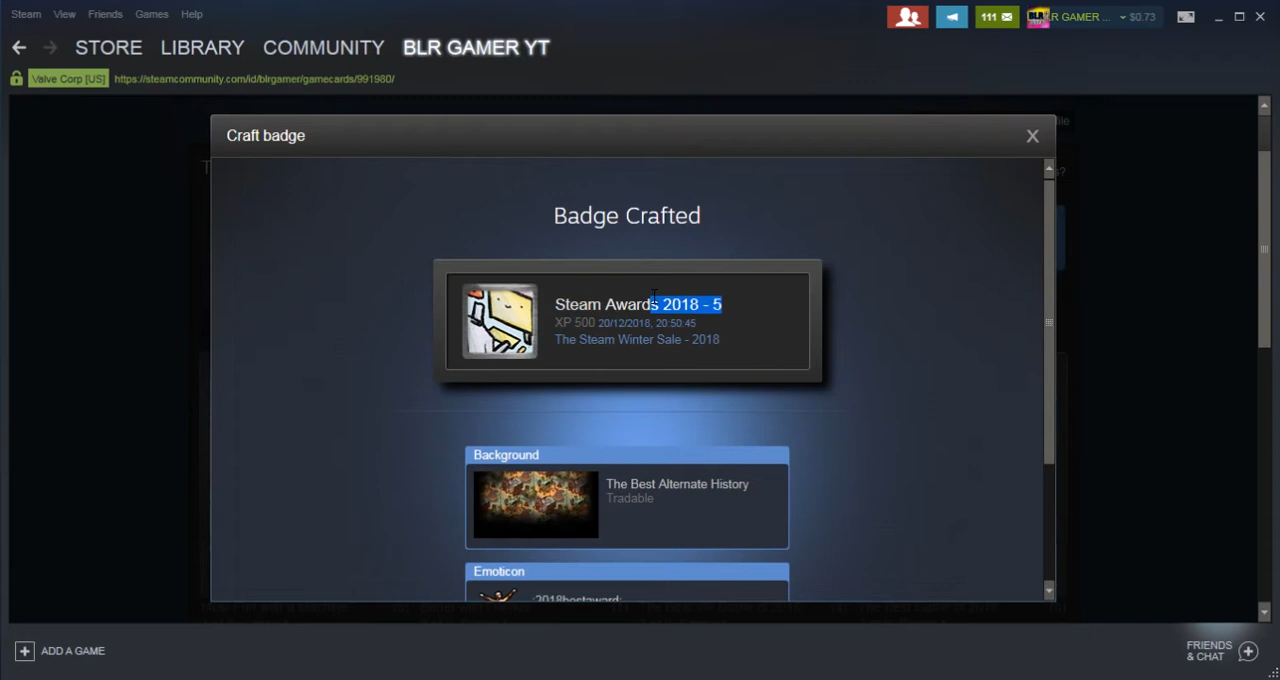 Steam View Friends Games Help
111 R GAMER ... $0.73
STORE LIBRARY COMMUNITY BLR GAMER YT
Valve Corp [US] https://steamcommunity.com/id/blrgamer/gamecards/991980/
Craft badge X
Badge Crafted
Steam Awards 2018 - 5
XP 500 20/12/2018, 20:50:45
The Steam Winter Sale - 2018
Background
The Best Alternate History
Tradable
Emoticon
:2018bestaward:
ADD A GAME
FRIENDS
& CHAT